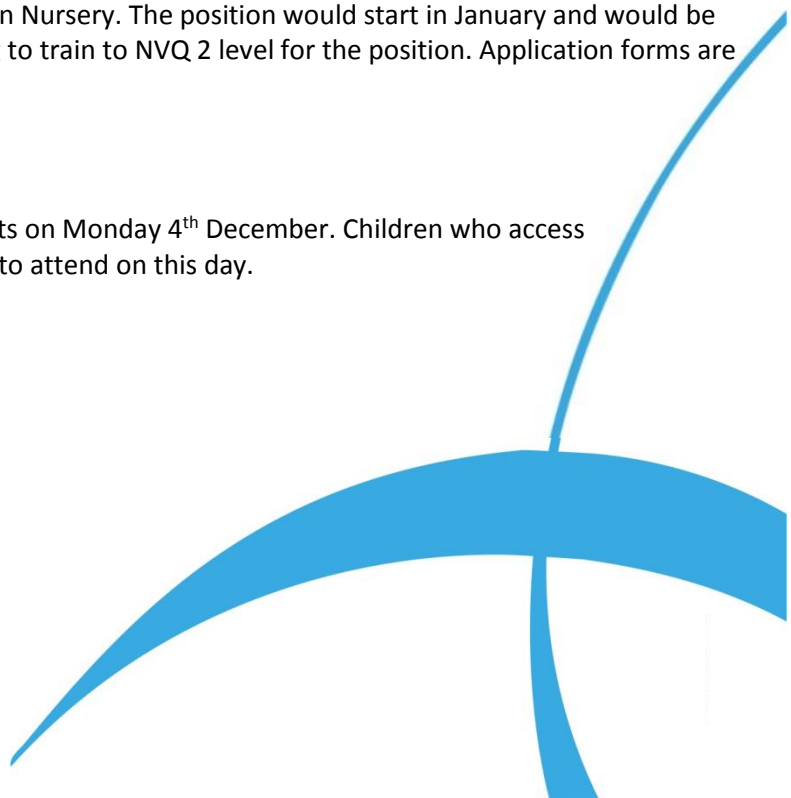 n Nursery. The position would start in January and would be
to train to NVQ 2 level for the position. Application forms are
ts on Monday 4th December. Children who access
to attend on this day.